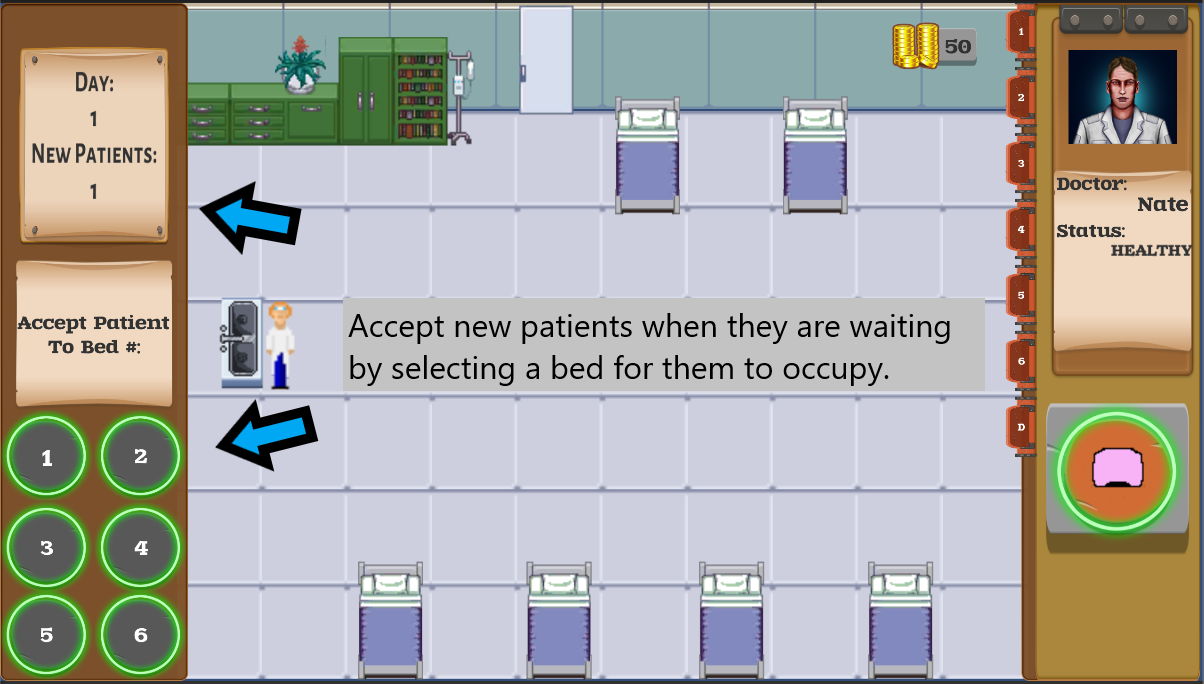 DAY:
1
NEW PATIENTS:
1
Accept Patient
To Bed #:
1
2
3
4
5
6
50
Accept new patients when they are waiting
by selecting a bed for them to occupy.
1
2
3
4
5
6
D
Doctor:
Nate
Status:
HEALTHY